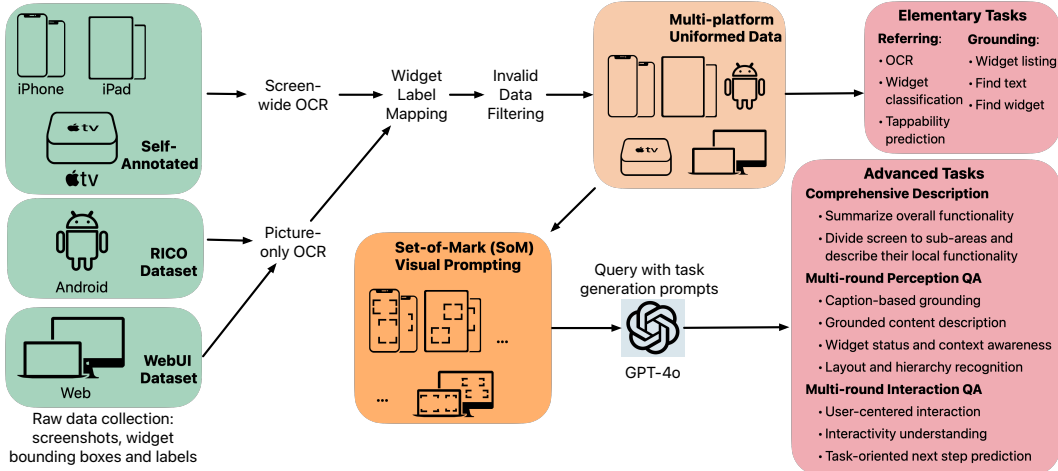 iPhone
iPad
tv
Self-
Annotated
tv
RICO
Dataset
Android
WebUI
Dataset
Web
Raw data collection:
screenshots, widget
bounding boxes and labels
Screen-
wide OCR
Picture-
only OCR
Widget
Label
Mapping
Invalid
Data
Filtering
Multi-platform
Uniformed Data
tv
Set-of-Mark (SoM)
Visual Prompting
...
...
Query with task
generation prompts
GPT-4o
Elementary Tasks
Referring:
• OCR
• Widget
classification
• Tappability
prediction
Grounding:
• Widget listing
• Find text
• Find widget
Advanced Tasks
Comprehensive Description
• Summarize overall functionality
• Divide screen to sub-areas and
describe their local functionality
Multi-round Perception QA
• Caption-based grounding
• Grounded content description
• Widget status and context awareness
• Layout and hierarchy recognition
Multi-round Interaction QA
• User-centered interaction
• Interactivity understanding
• Task-oriented next step prediction